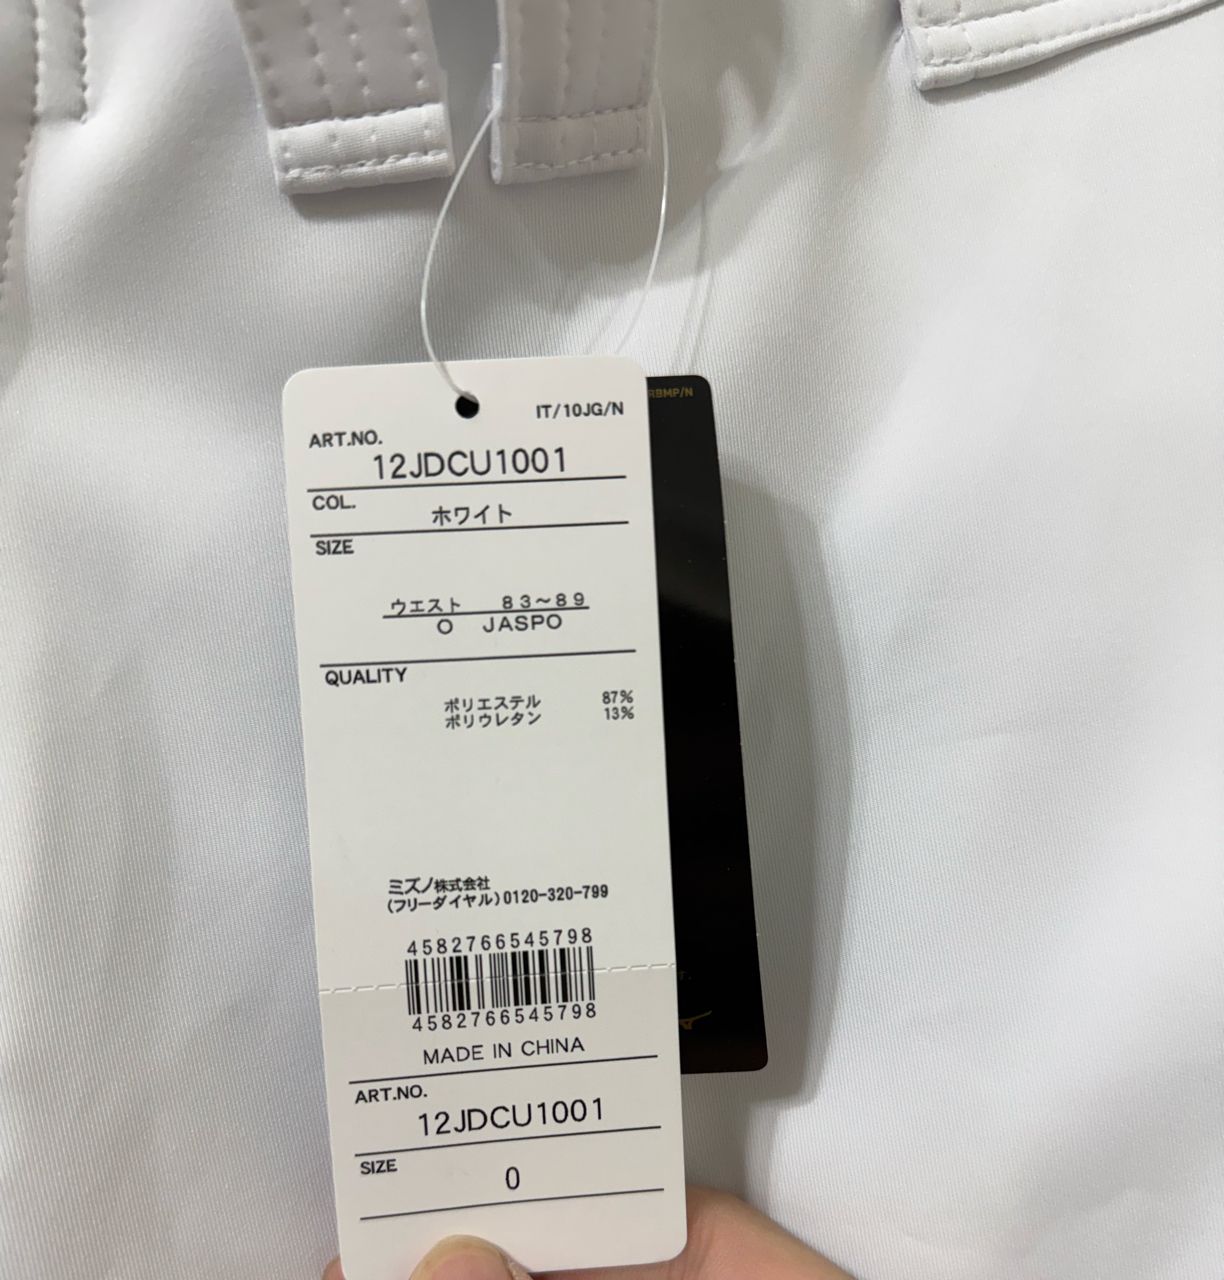 IT/10JG/N
RBMP/N
ART.NO.
12JDCU1001
COL.
ホワイト
SIZE
ウエスト 83~89
O JASPO
QUALITY
ポリエステル 87%
ポリウレタン 13%
ミズノ株式会社
(フリーダイヤル)0120-320-799
4582766545798
4582766545798
MADE IN CHINA
ART.NO.
12JDCU1001
SIZE
O